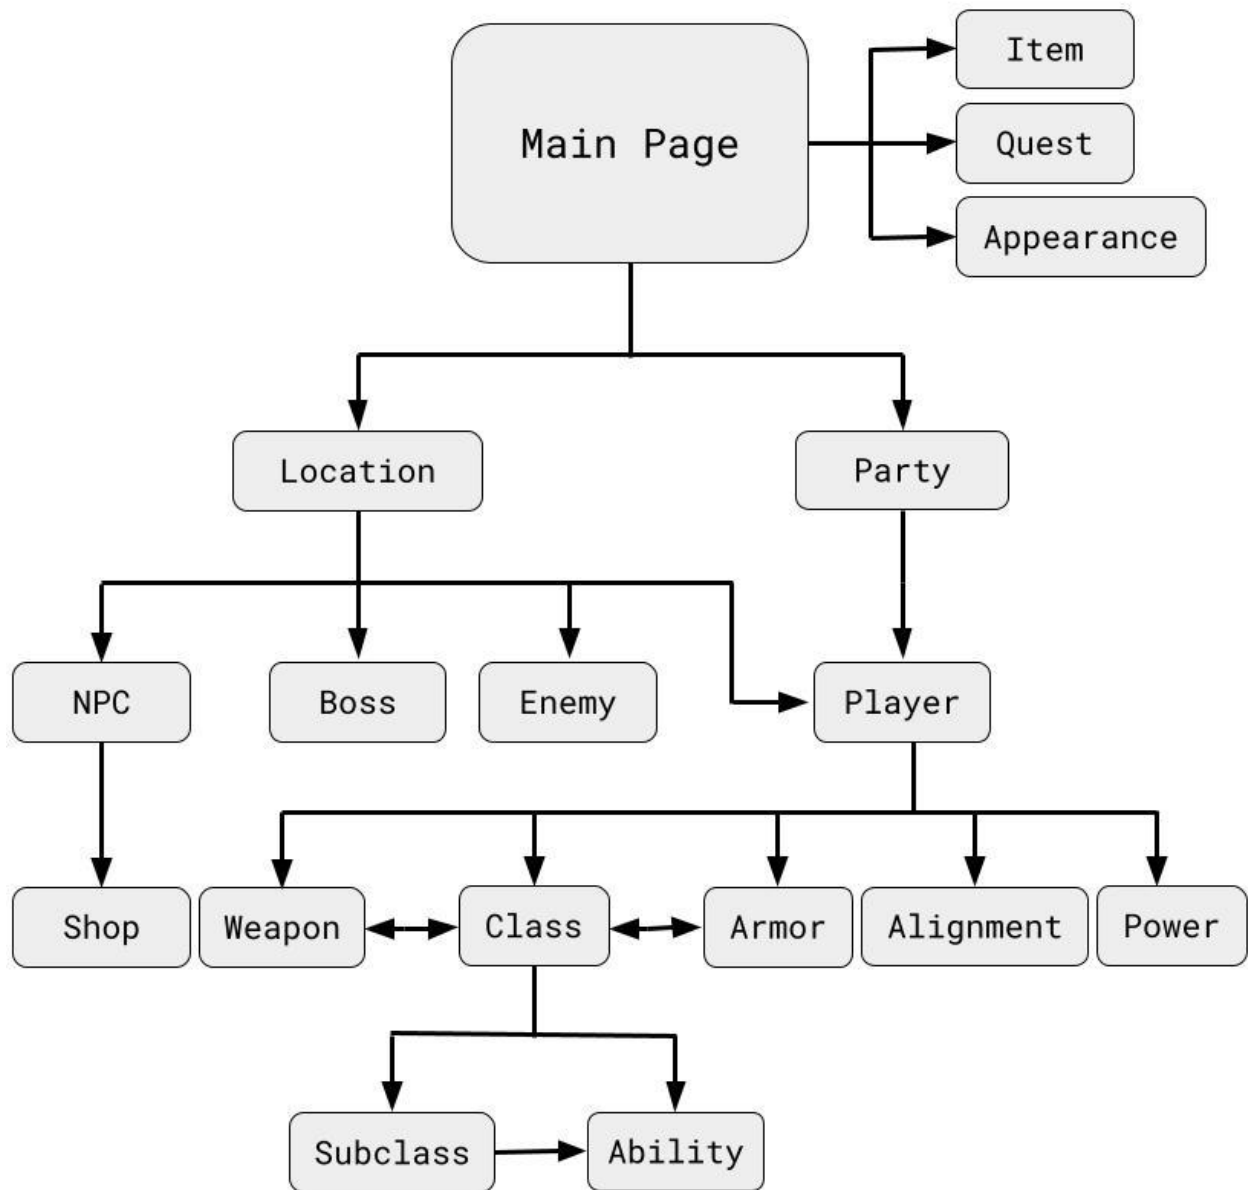 Item
Main Page
Quest
Appearance
Location
Party
NPC
Boss
Enemy
Player
Shop
Weapon
Class
Armor
Alignment
Power
Subclass
Ability